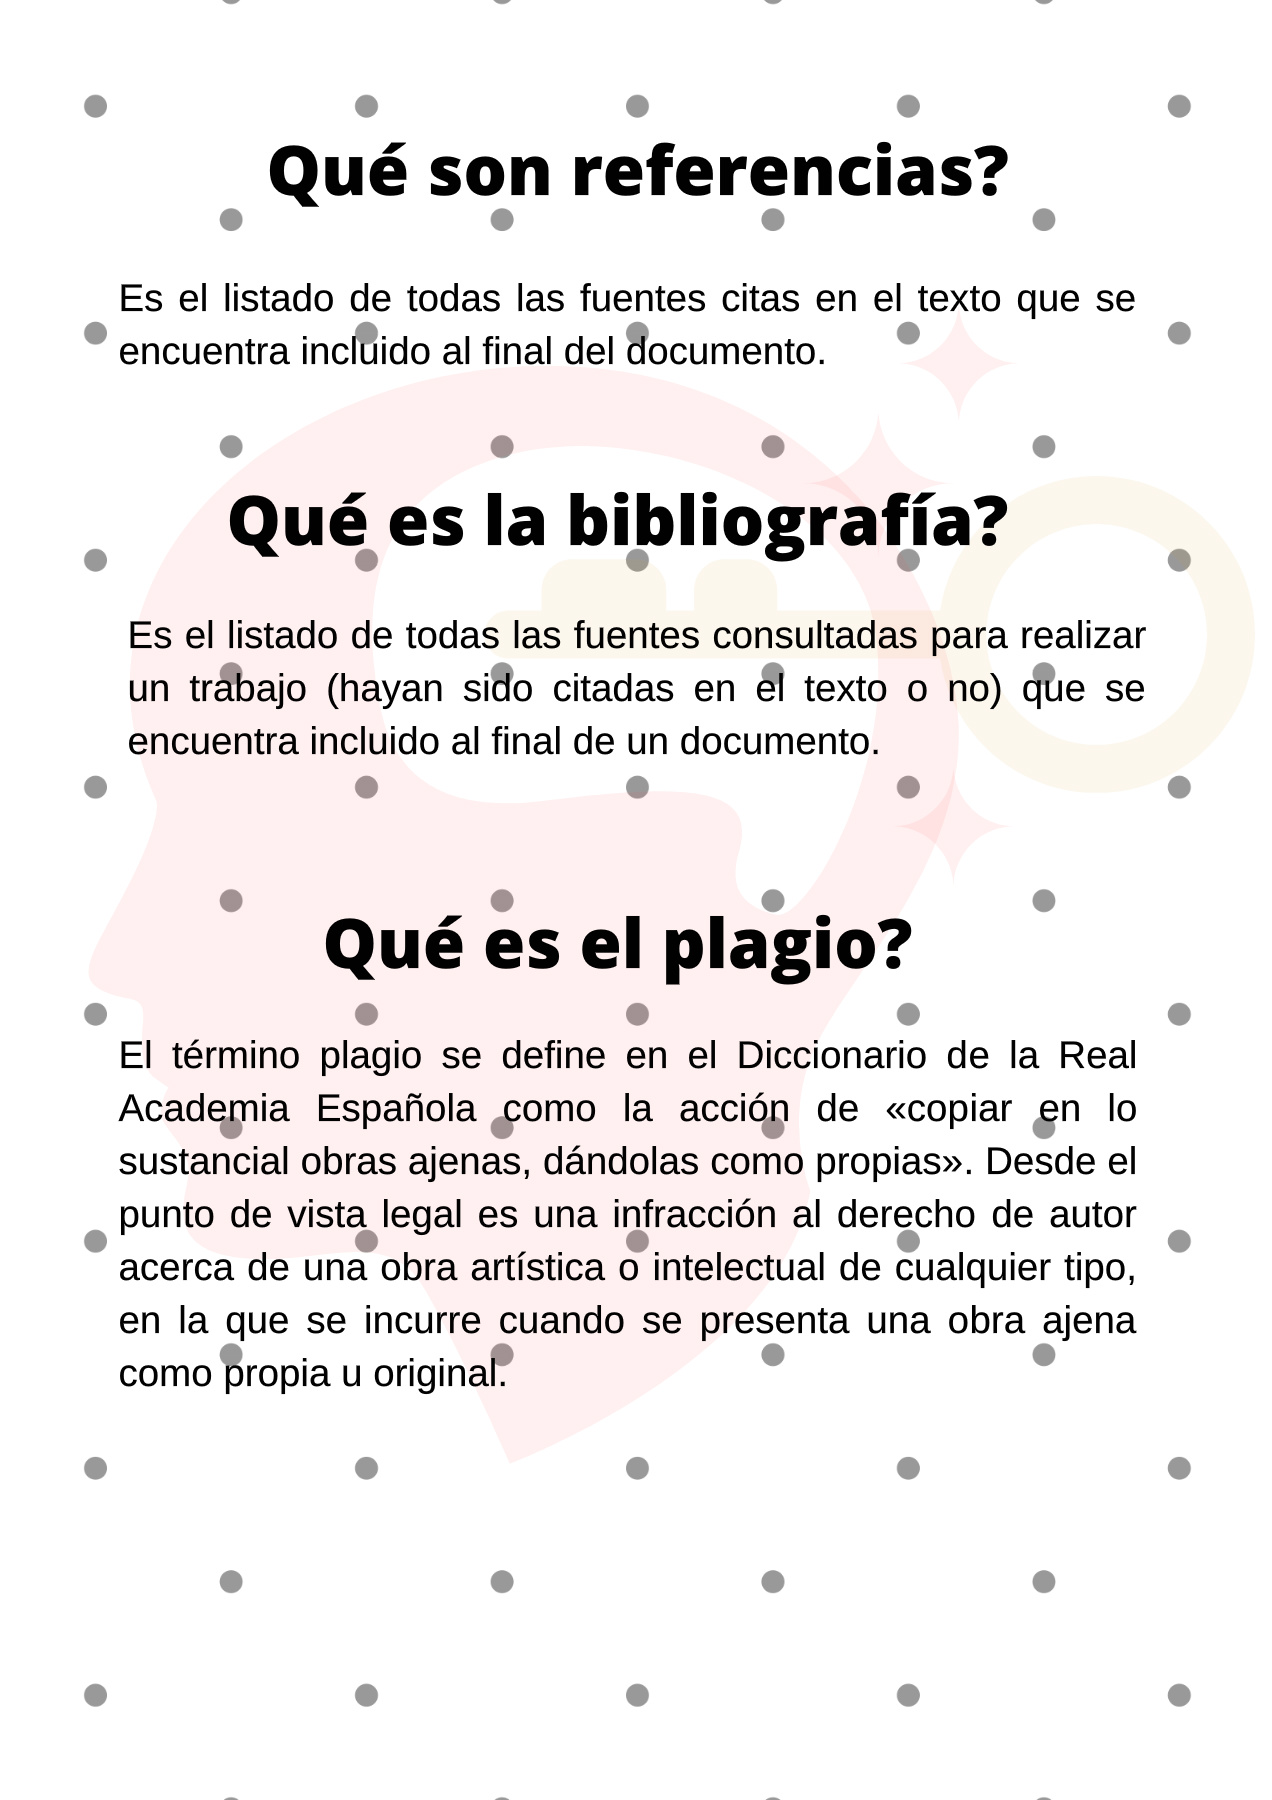 Qué son referencias?
Es el listado de todas las fuentes citas en el texto que se
encuentra incluido al final del documento.
Qué es la bibliografía?
Es el listado de todas las fuentes consultadas para realizar
un trabajo (hayan sido citadas en el texto o no) que se
encuentra incluido al final de un documento.
Qué es el plagio?
El término plagio se define en el Diccionario de la Real
Academia Española como la acción de «copiar en lo
sustancial obras ajenas, dándolas como propias». Desde el
punto de vista legal es una infracción al derecho de autor
acerca de una obra artística o intelectual de cualquier tipo,
en la que se incurre cuando se presenta una obra ajena
como propia u original.